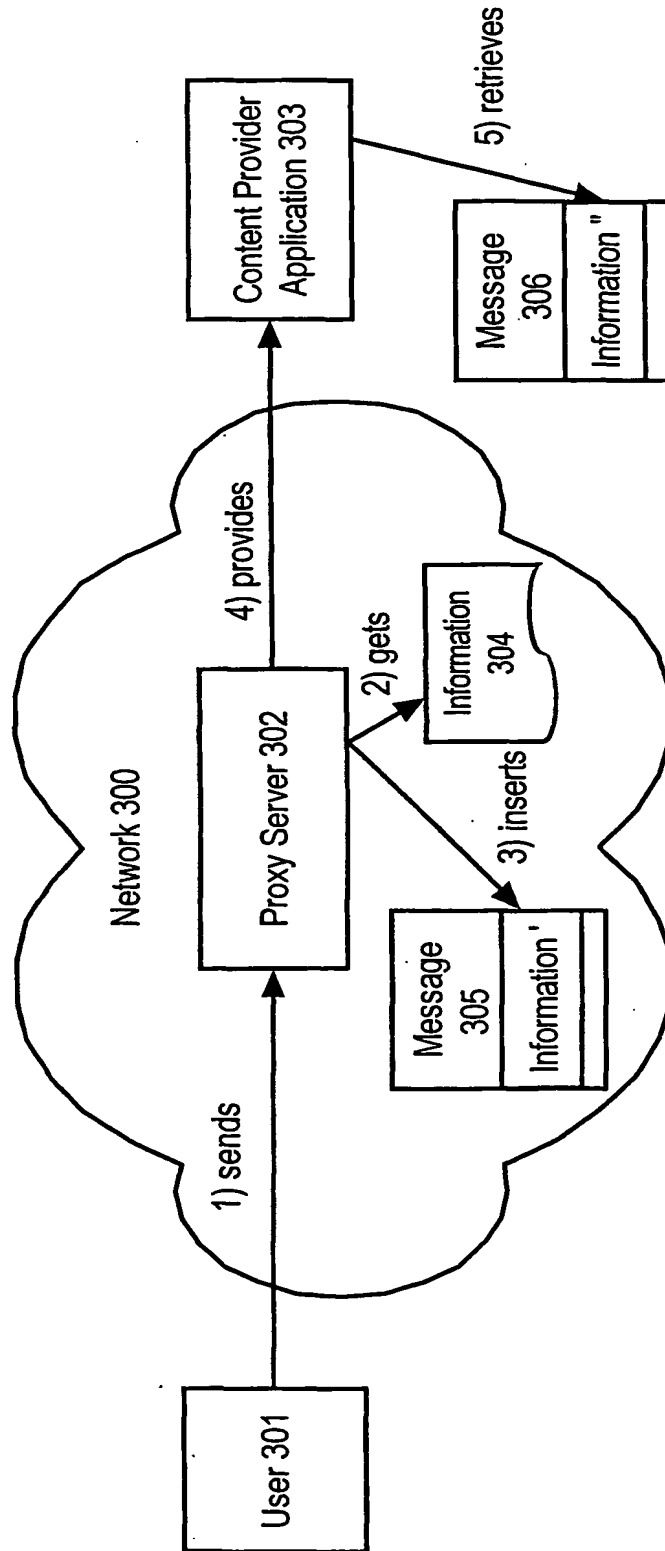 Network 300
User 301
1) sends
Proxy Server 302
4) provides
Content Provider
Application 303
2) gets
Information
304
3) inserts
Message
305
Information'
5) retrieves
Message
306
Information"